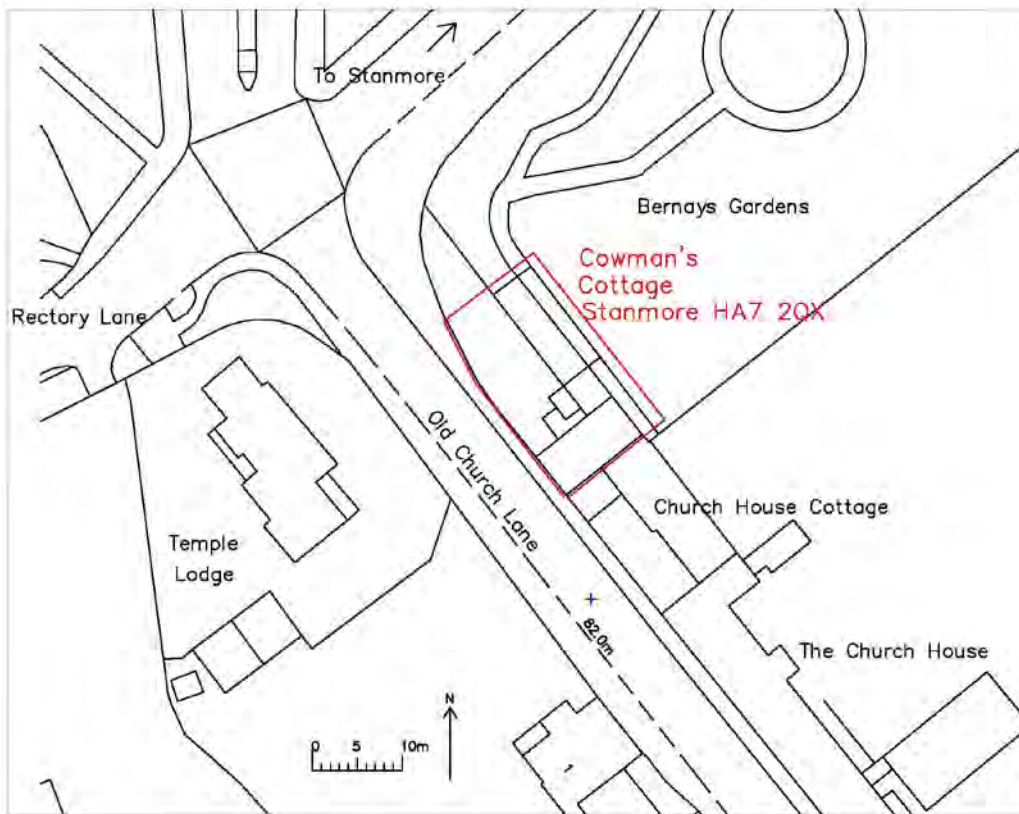 To Stanmore
Bernays Gardens
Cowman's
Cottage
Stanmore HA7 2QX
Rectory Lane
Old Church Lane
Church House Cottage
Temple
Lodge
82.0m
The Church House
N
0 5 10m
1